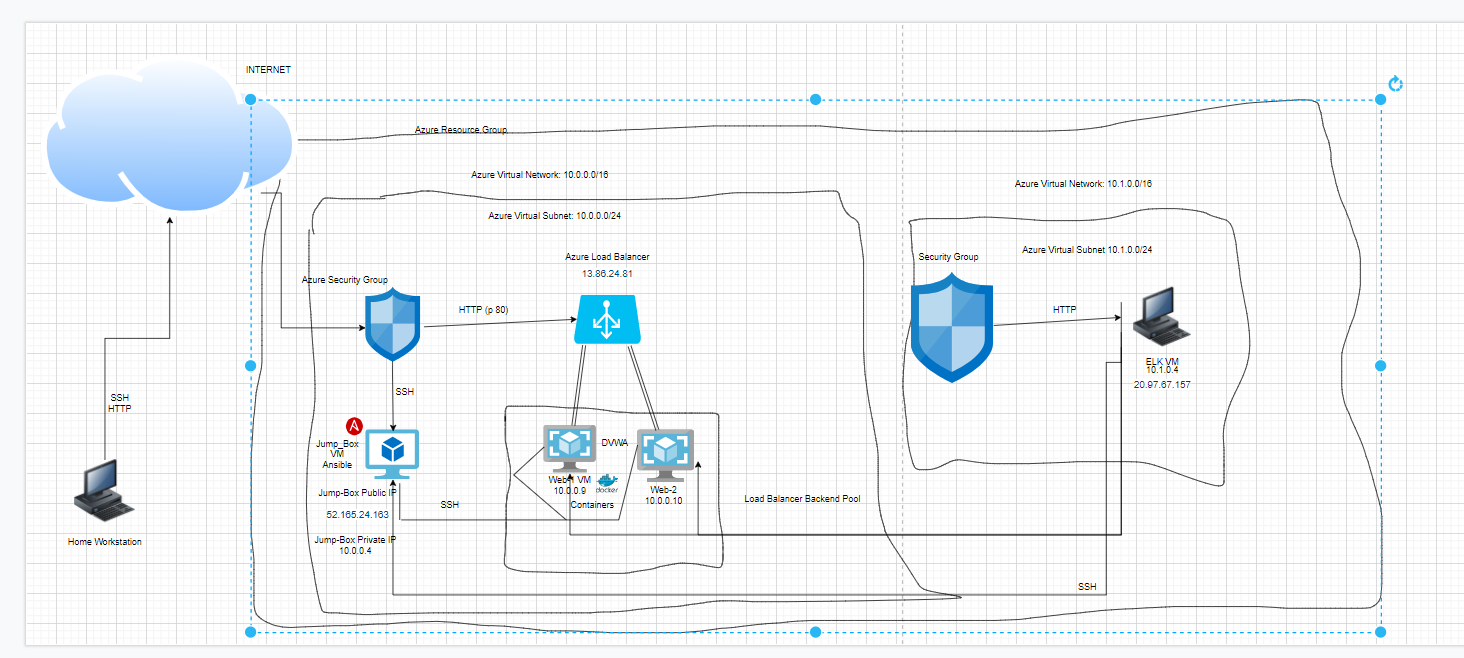 INTERNET
Azure Resource Group
Azure Virtual Network: 10.0.0.0/16
Azure Virtual Network: 10.1.0.0/16
Azure Virtual Subnet: 10.0.0.0/24
Azure Virtual Subnet 10.1.0.0/24
Azure Load Balancer
13.86.24.81
Security Group
Azure Security Group
HTTP (p 80)
HTTP
ELK VM
10.1.0.4
20.97.67.157
SSH
SSH
HTTP
Jump_Box
VM
Ansible
DVWA
Web-1 VM
10.0.0.9
docker
Containers
Web-2
10.0.0.10
Jump-Box Public IP
52.165.24.163
SSH
Load Balancer Backend Pool
Home Workstation
Jump-Box Private IP
10.0.0.4
SSH